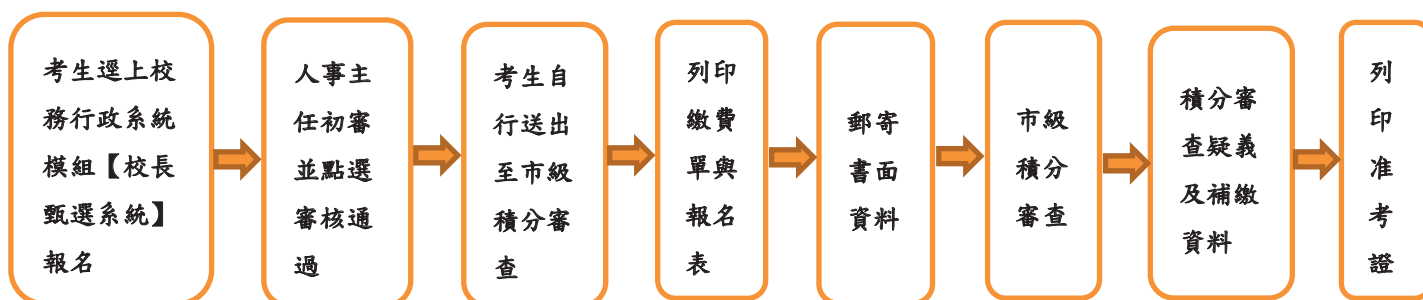 考生逕上校
務行政系統
模組【校長
甄選系統】
報名
人事主
任初審
並點選
審核通
過
考生自
行送出
至市級
積分審
查
列印
繳費
單與
報名
表
郵寄
書面
資料
市級
積分
審查
積分審
查疑義
及補繳
資料
列
印
准
考
證